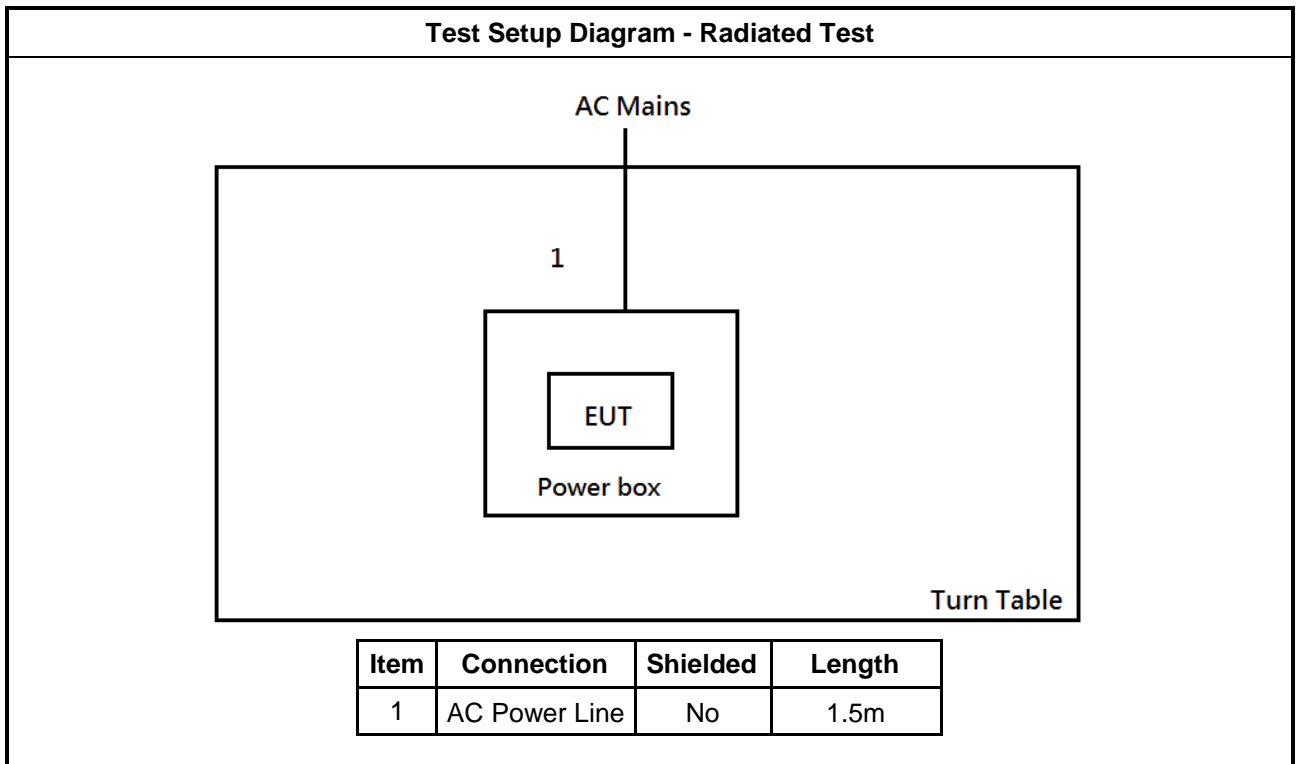 Test Setup Diagram - Radiated Test
AC Mains
1
EUT
Power box
Turn Table
Item Connection Shielded Length
1 AC Power Line No 1.5m